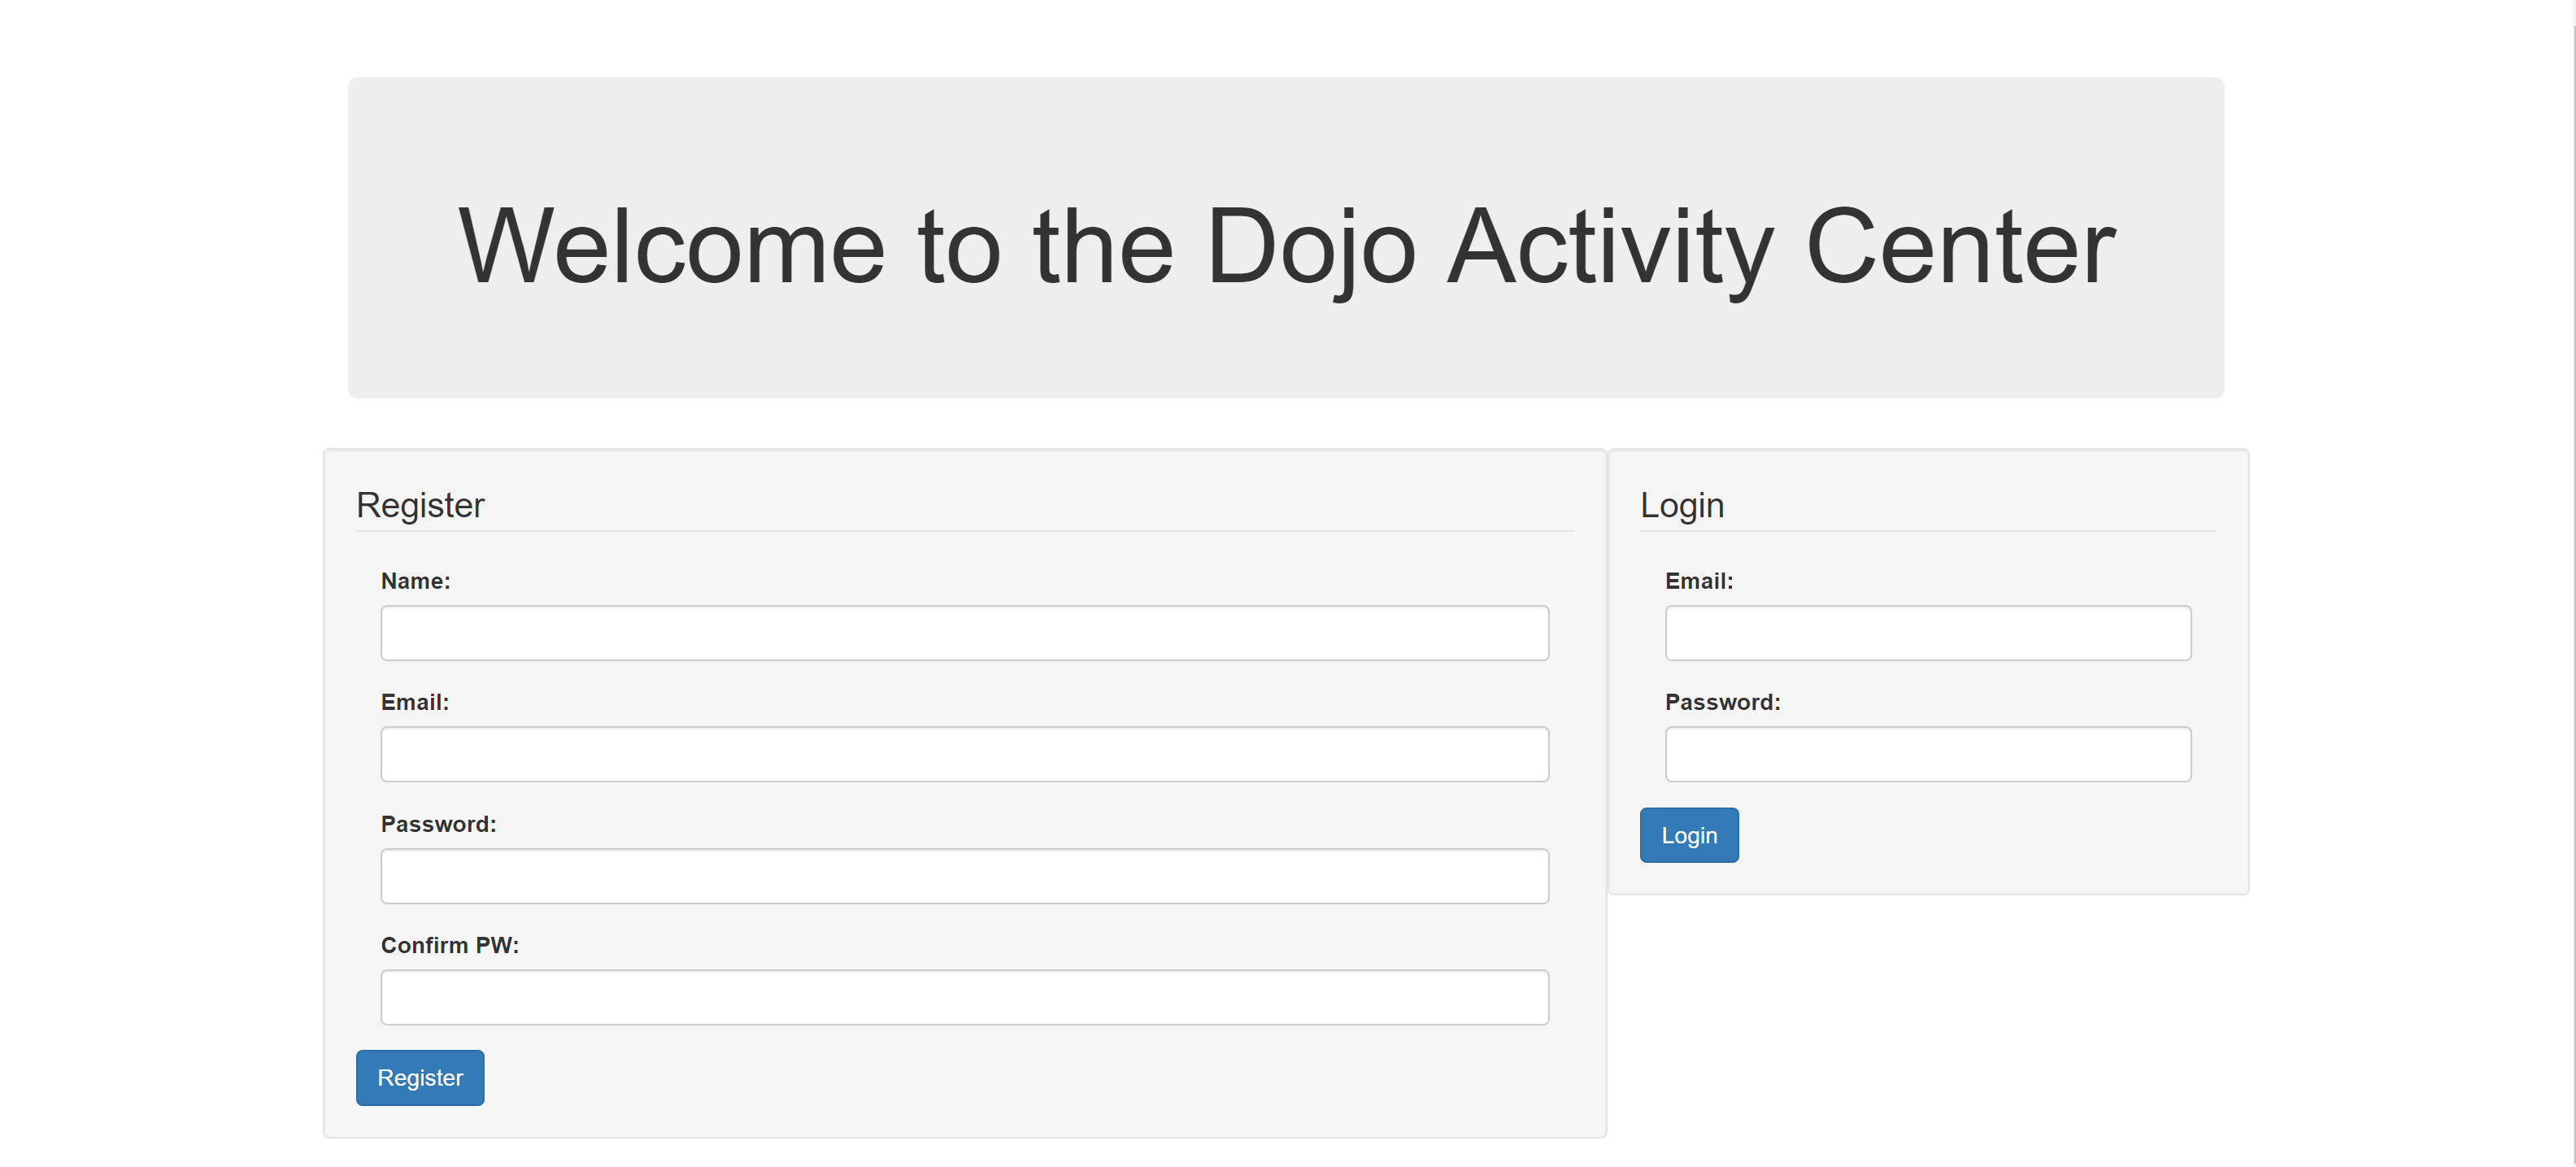 Welcome to the Dojo Activity Center
Register
Name:
Email:
Password:
Confirm PW:
Register
Login
Email:
Password:
Login